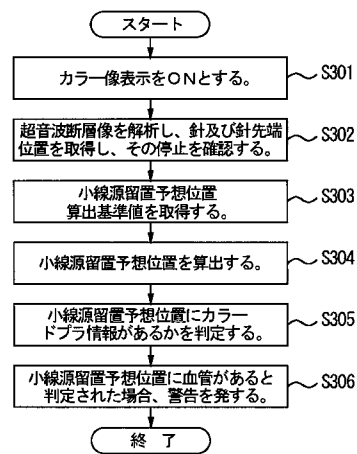 スタート
カラー像表示をONとする。
S301
超音波断層像を解析し、針及び針先端
位置を取得し、その停止を確認する。
S302
小線源留置予想位置
算出基準値を取得する。
S303
小線源留置予想位置を算出する。
S304
小線源留置予想位置にカラー
ドプラ情報があるかを判定する。
S305
小線源留置予想位置に血管があると
判定された場合、警告を発する。
S306
終了